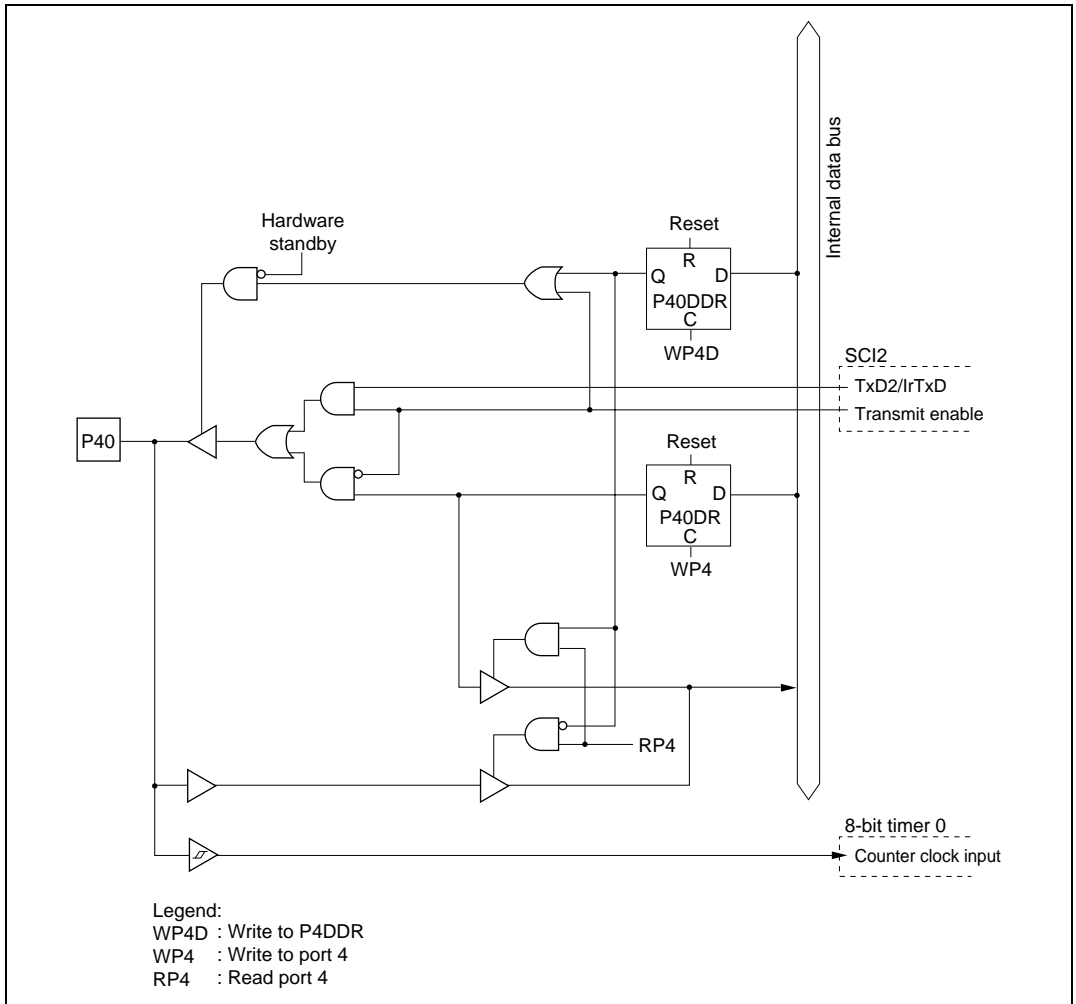 Internal data bus
Hardware
standby
Reset
R
Q D
P40DDR
C
WP4D
SCI2
TxD2/IrTxD
Transmit enable
P40
Reset
R
Q D
P40DR
C
WP4
RP4
8-bit timer 0
Counter clock input
Legend:
WP4D : Write to P4DDR
WP4 : Write to port 4
RP4 : Read port 4